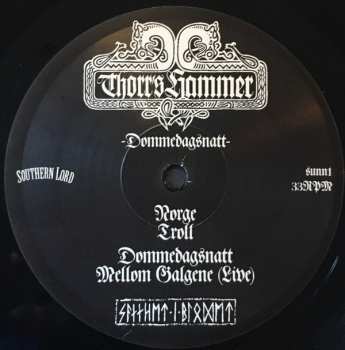 Thorr's Hammer
-Dommedagsnatt-
SOUTHERN LORD
sunn1
33RPM
Norge
Troll
Dommedagsnatt
Mellom Galgene (Live)